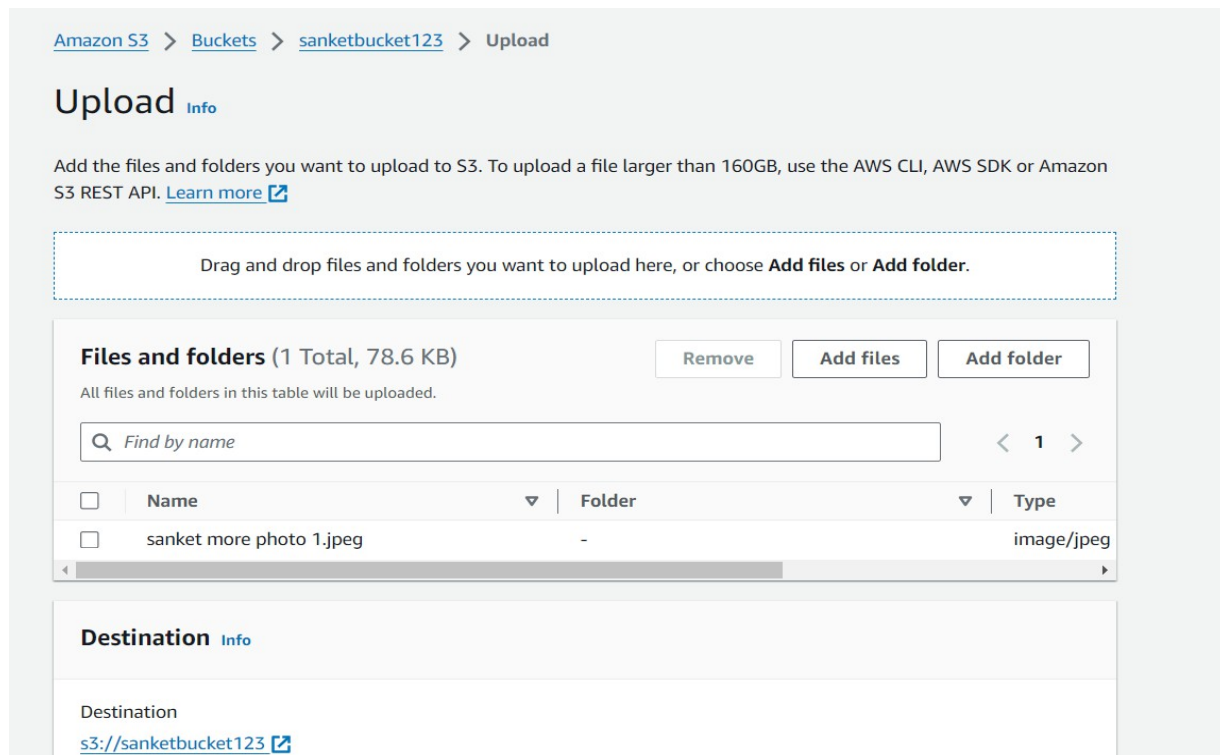 Amazon S3 > Buckets > sanketbucket123 > Upload
Upload Info
Add the files and folders you want to upload to S3. To upload a file larger than 160GB, use the AWS CLI, AWS SDK or Amazon
S3 REST API. Learn more
Drag and drop files and folders you want to upload here, or choose Add files or Add folder.
Files and folders (1 Total, 78.6 KB) Remove Add files Add folder
All files and folders in this table will be uploaded.
Find by name < 1 >
Name Folder Type
sanket more photo 1.jpeg - image/jpeg
Destination Info
Destination
s3://sanketbucket123